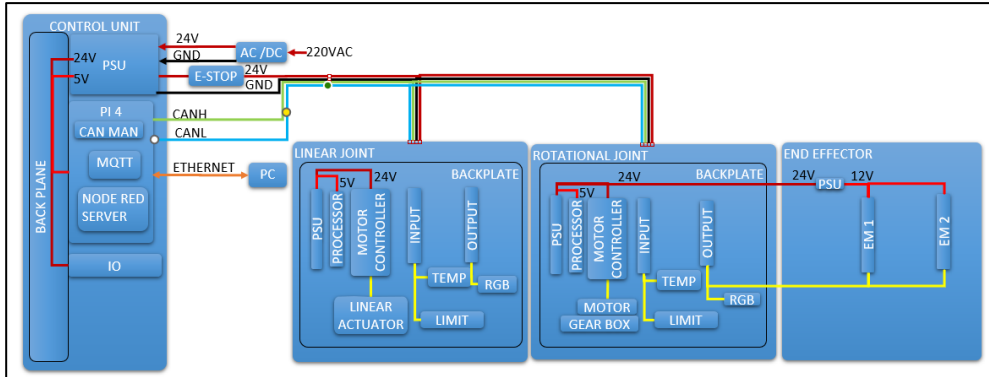 CONTROL UNIT
BACK PLANE
24V
5V
PSU
24V
GND
AC /DC
220VAC
E-STOP
24V
GND
PI 4
CAN MAN
MQTT
NODE RED
SERVER
IO
CANH
CANL
ETHERNET
PC
LINEAR JOINT
BACKPLATE
24V
5V
PSU
PROCESSOR
MOTOR
CONTROLLER
INPUT
OUTPUT
TEMP
RGB
LINEAR
ACTUATOR
LIMIT
ROTATIONAL JOINT
BACKPLATE
24V
5V
PSU
PROCESSOR
MOTOR
CONTROLLER
INPUT
OUTPUT
TEMP
RGB
MOTOR
GEAR BOX
LIMIT
END EFFECTOR
24V
PSU
12V
EM 1
EM 2